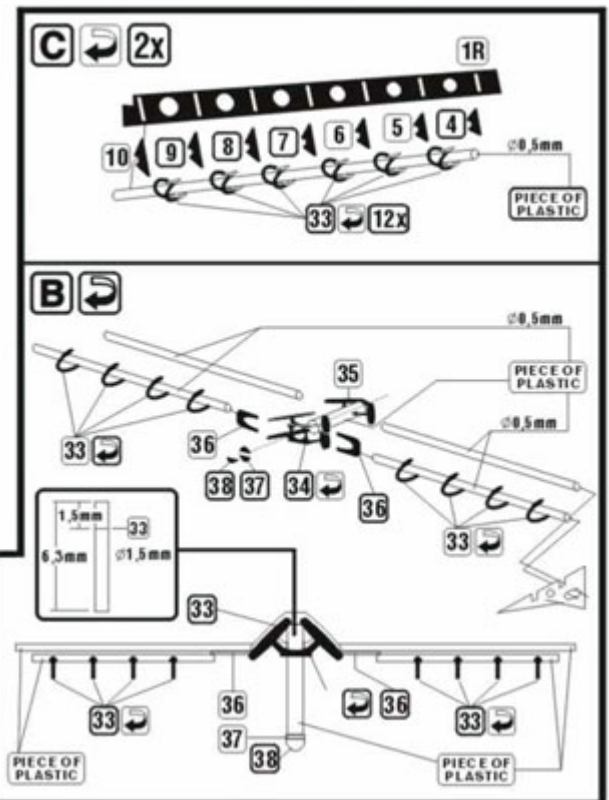 C 2x
1R
10 9 8 7 6 5 4
Ø0,5mm
PIECE OF
PLASTIC
33 12x
B
Ø0,5mm
PIECE OF
PLASTIC
35
Ø0,5mm
36
33
38 37 34
36
33
1,5mm
33
6,3mm Ø1,5mm
33
33
36
36
33
37
38
PIECE OF
PLASTIC
PIECE OF
PLASTIC